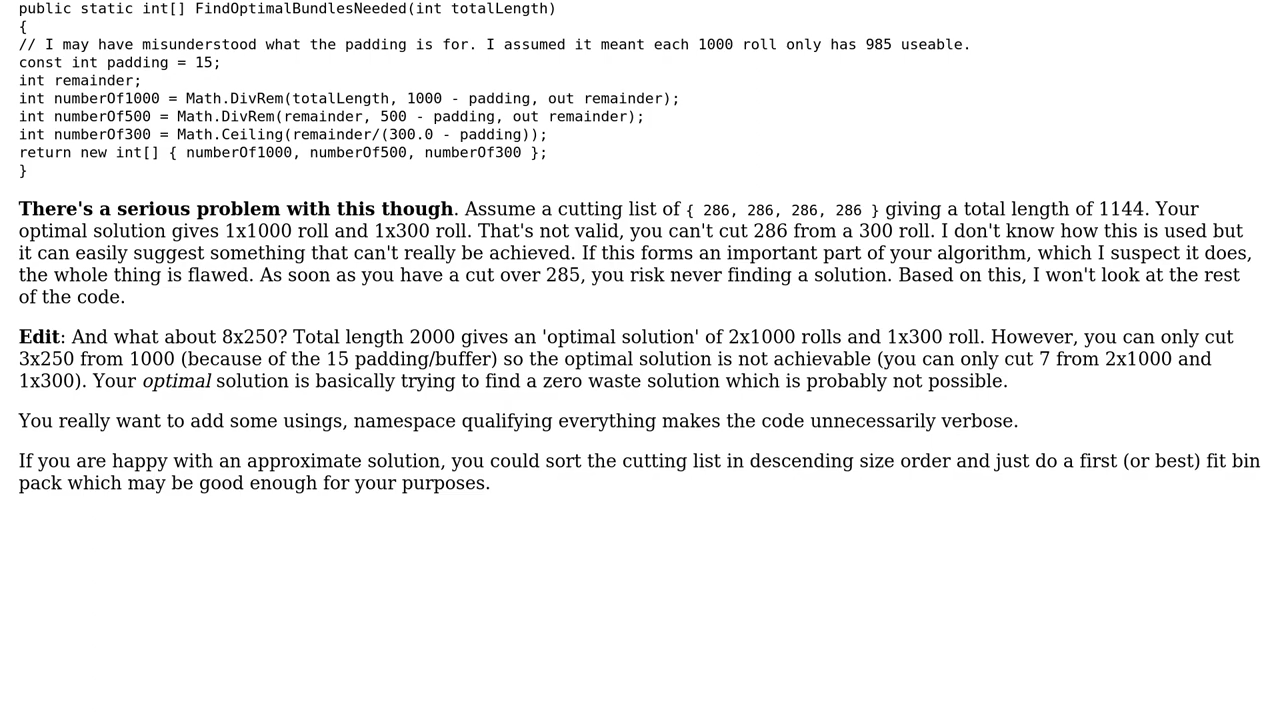 public static int[] FindOptimalBundlesNeeded(int totalLength)
{
// I may have misunderstood what the padding is for. I assumed it meant each 1000 roll only has 985 useable.
const int padding = 15;
int remainder;
int numberOf1000 = Math.DivRem(totalLength, 1000 - padding, out remainder);
int numberOf500 = Math.DivRem(remainder, 500 - padding, out remainder);
int numberOf300 = Math.Ceiling(remainder/(300.0 - padding));
return new int[] { numberOf1000, numberOf500, numberOf300 };
}
There's a serious problem with this though. Assume a cutting list of { 286, 286, 286, 286 } giving a total length of 1144. Your
optimal solution gives 1x1000 roll and 1x300 roll. That's not valid, you can't cut 286 from a 300 roll. I don't know how this is used but
it can easily suggest something that can't really be achieved. If this forms an important part of your algorithm, which I suspect it does,
the whole thing is flawed. As soon as you have a cut over 285, you risk never finding a solution. Based on this, I won't look at the rest
of the code.
Edit: And what about 8x250? Total length 2000 gives an 'optimal solution' of 2x1000 rolls and 1x300 roll. However, you can only cut
3x250 from 1000 (because of the 15 padding/buffer) so the optimal solution is not achievable (you can only cut 7 from 2x1000 and
1x300). Your optimal solution is basically trying to find a zero waste solution which is probably not possible.
You really want to add some usings, namespace qualifying everything makes the code unnecessarily verbose.
If you are happy with an approximate solution, you could sort the cutting list in descending size order and just do a first (or best) fit bin
pack which may be good enough for your purposes.